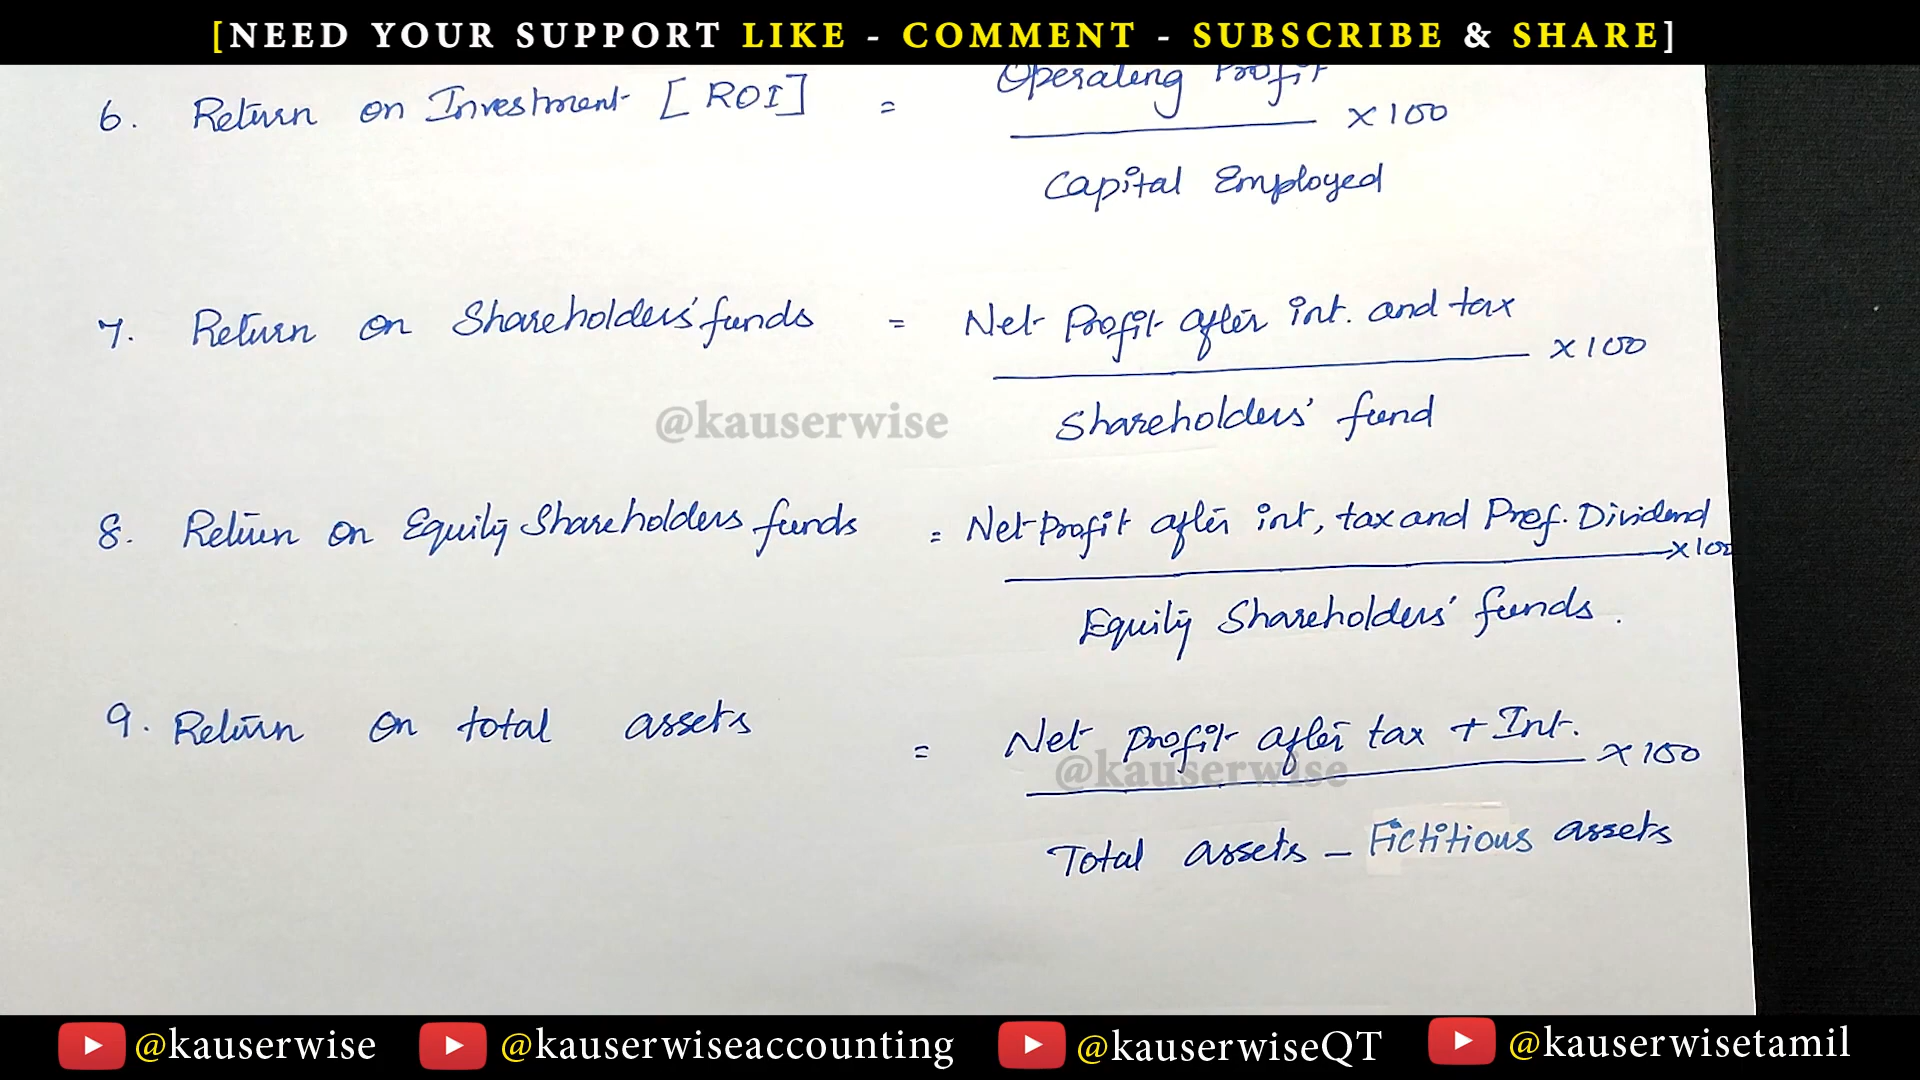 [NEED YOUR SUPPORT LIKE - COMMENT - SUBSCRIBE & SHARE]
6. Return on Investment [ROI] = Operating Profit
× 100
Capital Employed
7. Return on Shareholders' funds = Net Profit after int. and tax
× 100
Shareholders' fund
@kauserwise
8. Return on Equity Shareholders funds = Net Profit after int, tax and Pref. Dividend
× 100
Equity Shareholders' funds.
9. Return on total assets = Net Profit after tax + Int.
× 100
@kauserwise
Total assets - Fictitious assets
@kauserwise @kauserwiseaccounting @kauserwiseQT @kauserwisetamil